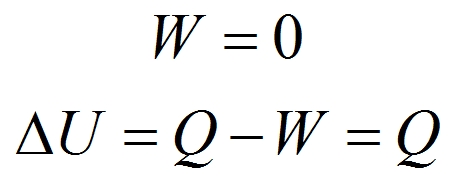 W = 0
ΔU = Q − W = Q